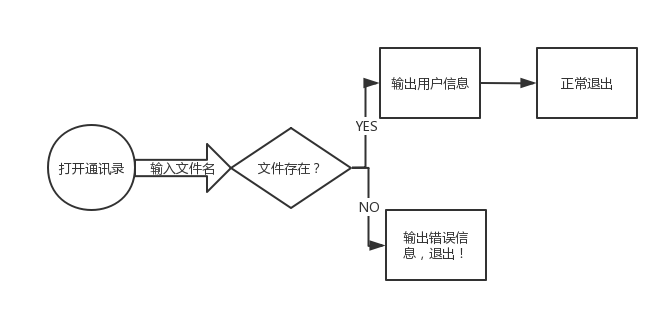 打开通讯录
输入文件名
文件存在？
YES
输出用户信息
正常退出
NO
输出错误信
息，退出！